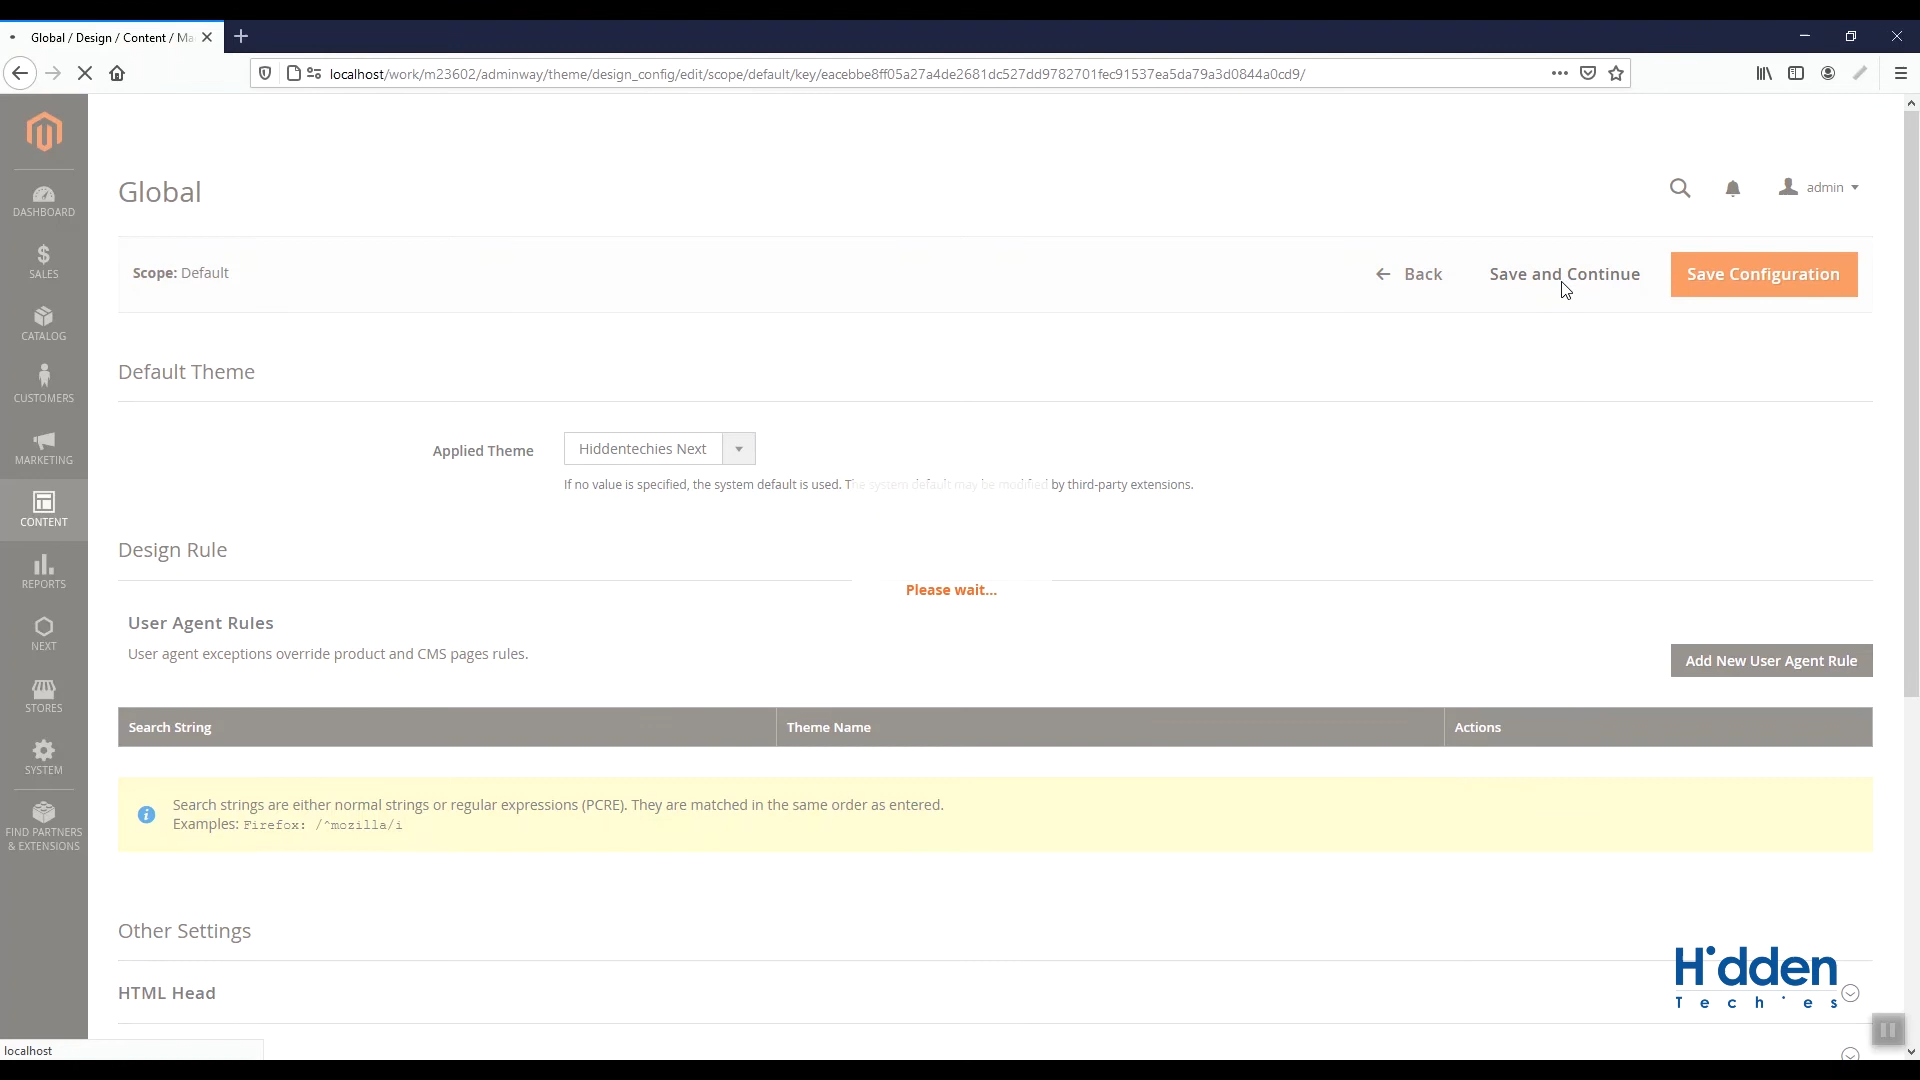 Global / Design / Content / Ma
localhost/work/m23602/adminway/theme/design_config/edit/scope/default/key/eacebbe8ff05a27a4de2681dc527dd9782701fec91537ea5da79a3d0844a0cd9/
Global
admin
Scope: Default
Back
Save and Continue
Save Configuration
Default Theme
Applied Theme
Hiddentechies Next
If no value is specified, the system default is used. The system default may be modified by third-party extensions.
Design Rule
Please wait...
User Agent Rules
User agent exceptions override product and CMS pages rules.
Add New User Agent Rule
Search String
Theme Name
Actions
Search strings are either normal strings or regular expressions (PCRE). They are matched in the same order as entered.
Examples: Firefox: /^mozilla/i
Other Settings
HTML Head
DASHBOARD
SALES
CATALOG
CUSTOMERS
MARKETING
CONTENT
REPORTS
NEXT
STORES
SYSTEM
FIND PARTNERS
& EXTENSIONS
Hidden
Techies
localhost